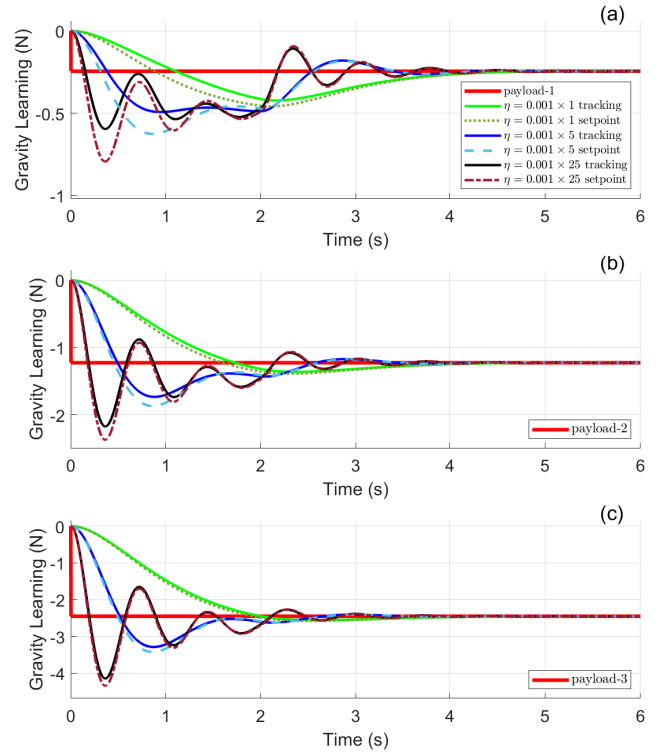 (a)
0
-0.5
-1
Gravity Learning (N)
payload-1
η = 0.001 × 1 tracking
η = 0.001 × 1 setpoint
η = 0.001 × 5 tracking
η = 0.001 × 5 setpoint
η = 0.001 × 25 tracking
η = 0.001 × 25 setpoint
0 1 2 3 4 5 6
Time (s)
(b)
0
-1
-2
Gravity Learning (N)
payload-2
0 1 2 3 4 5 6
Time (s)
(c)
0
-1
-2
-3
-4
Gravity Learning (N)
payload-3
0 1 2 3 4 5 6
Time (s)